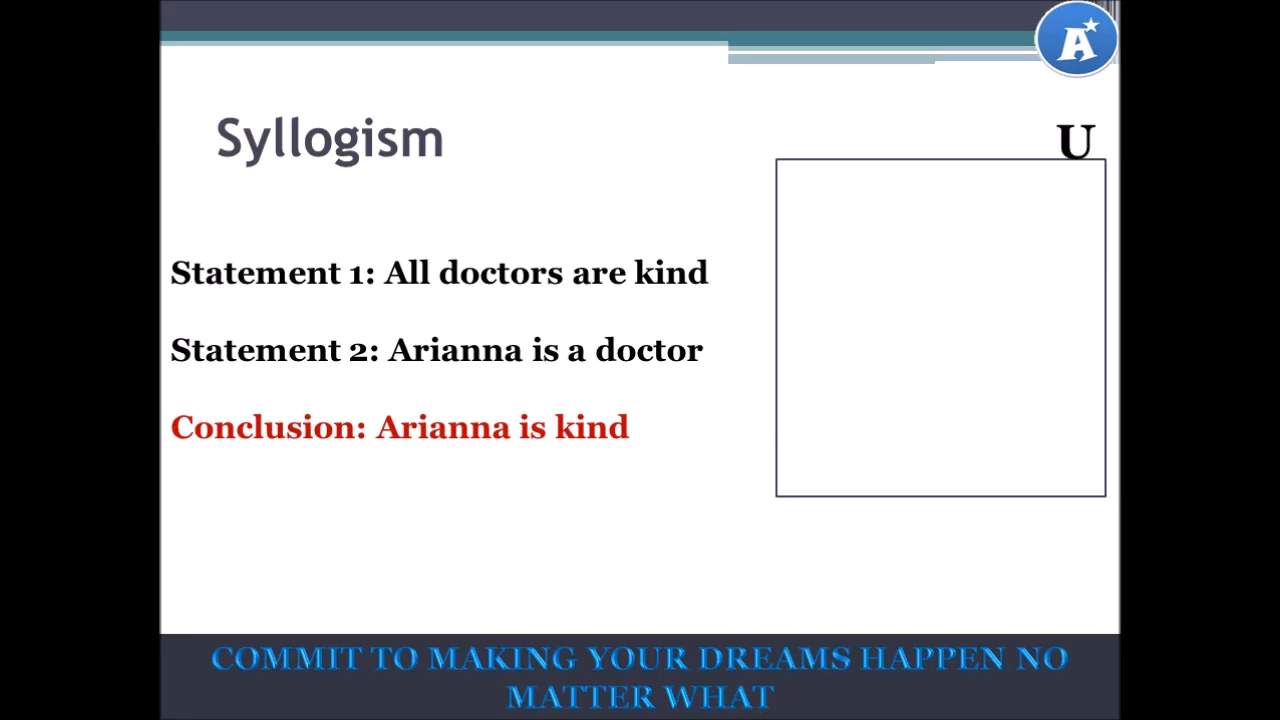 A
Syllogism
U
Statement 1: All doctors are kind
Statement 2: Arianna is a doctor
Conclusion: Arianna is kind
COMMIT TO MAKING YOUR DREAMS HAPPEN NO
MATTER WHAT